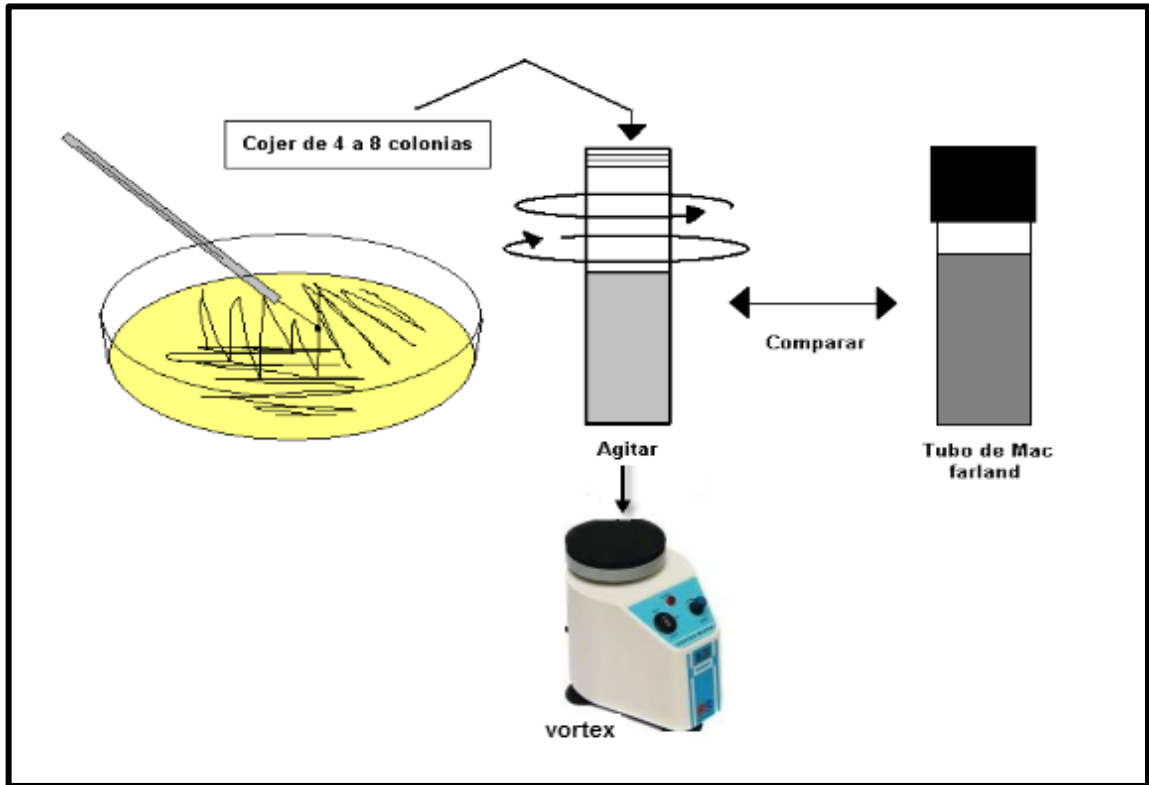 Cojer de 4 a 8 colonias
Comparar
Agitar
Tubo de Mac
farland
vortex